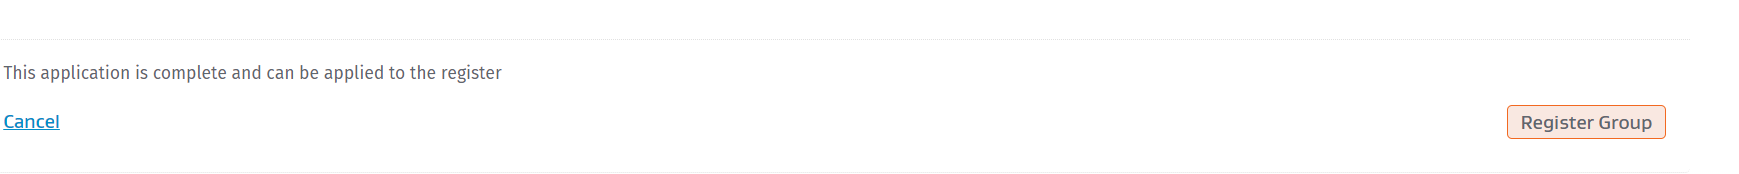 This application is complete and can be applied to the register
Cancel
Register Group